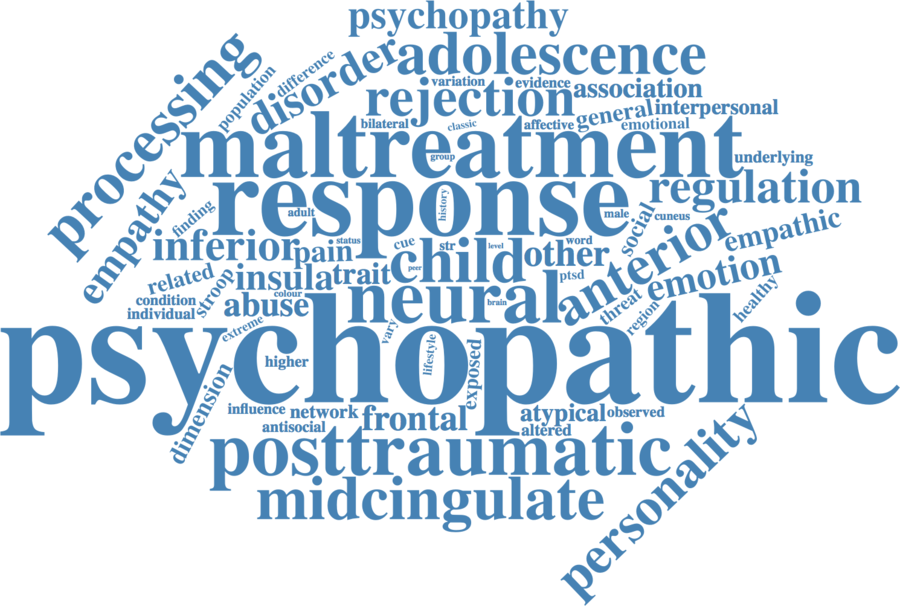 psychopathy
adolescence
processing
difference
disorder
population
variation
evidence
association
rejection
general
interpersonal
bilateral
classic
affective
emotional
maltreatment
group
underlying
response
regulation
empathy
finding
adult
history
male
social
cuneus
empathic
inferior
pain
status
cue
str
level
word
other
anterior
related
stroop
insula
trait
child
peer
ptsd
emotion
condition
individual
abuse
colour
neural
brain
threat
region
healthy
extreme
vary
psychopathic
higher
lifestyle
exposed
dimension
influence
network
frontal
atypical
observed
antisocial
altered
posttraumatic
personality
midcingulate